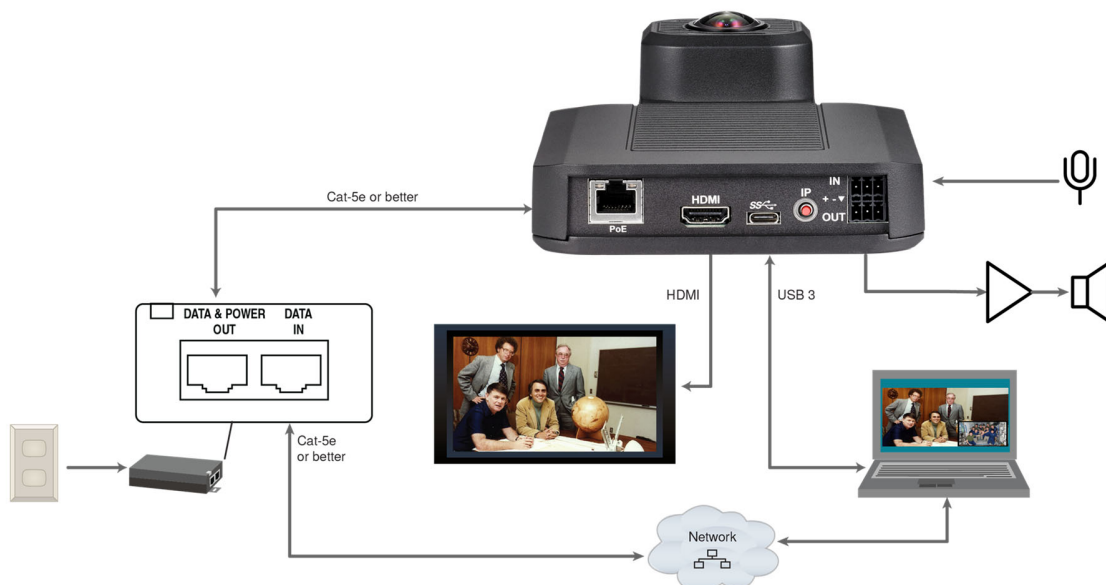 Cat-5e or better
PoE
HDMI
SS
IP
IN
+ - ▼
OUT
HDMI
USB 3
DATA & POWER
OUT
DATA
IN
Cat-5e
or better
Network